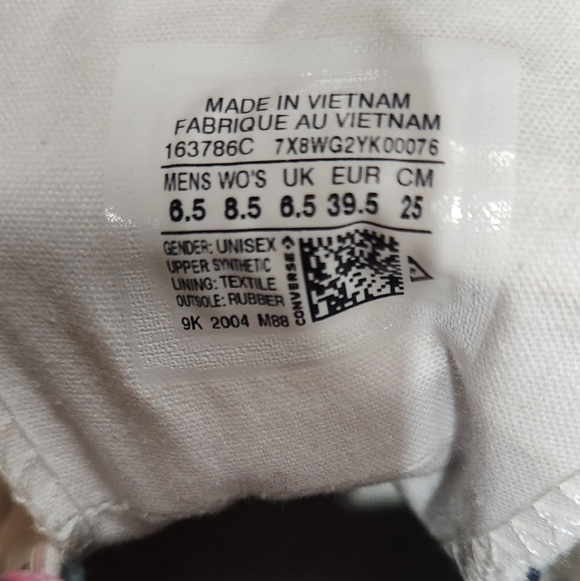 MADE IN VIETNAM
FABRIQUE AU VIETNAM
163786C 7X8WG2YK00076
MENS WO'S UK EUR CM
6.5 8.5 6.5 39.5 25
GENDER: UNISEX
UPPER SYNTHETIC
LINING: TEXTILE
OUTSOLE: RUBBER
9K 2004 M88
CONVERSE